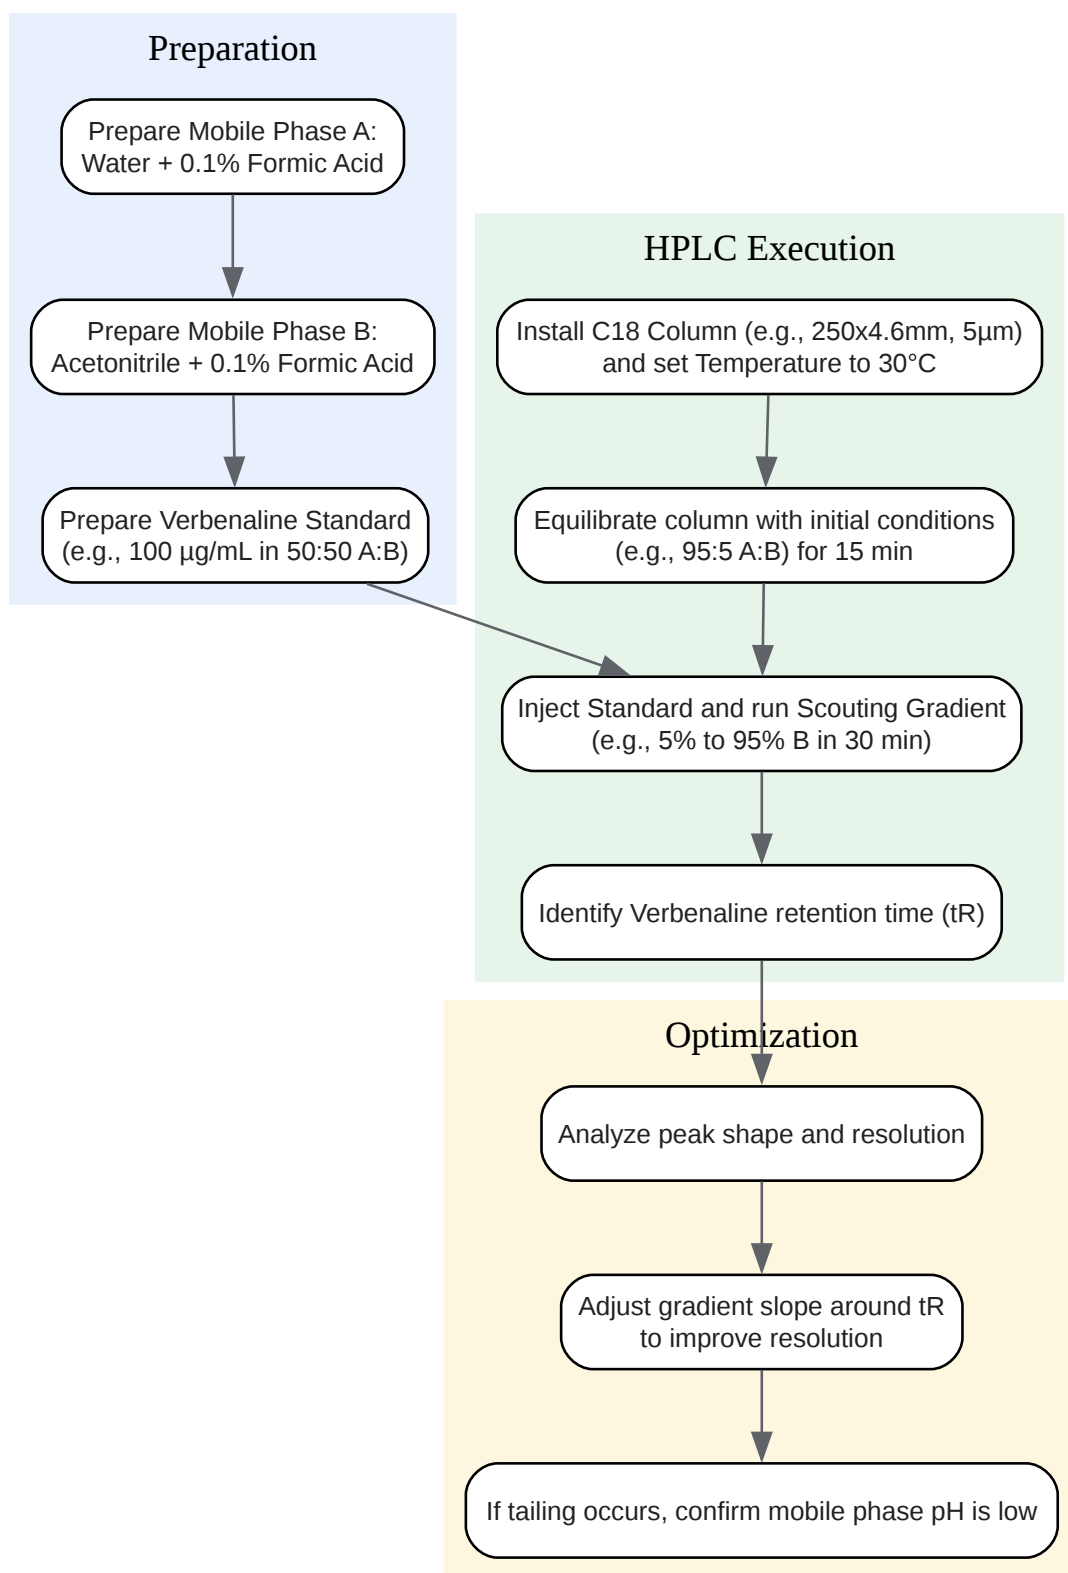 Preparation
Prepare Mobile Phase A:
Water + 0.1% Formic Acid
Prepare Mobile Phase B:
Acetonitrile + 0.1% Formic Acid
Prepare Verbenaline Standard
(e.g., 100 µg/mL in 50:50 A:B)
HPLC Execution
Install C18 Column (e.g., 250x4.6mm, 5µm)
and set Temperature to 30°C
Equilibrate column with initial conditions
(e.g., 95:5 A:B) for 15 min
Inject Standard and run Scouting Gradient
(e.g., 5% to 95% B in 30 min)
Identify Verbenaline retention time (tR)
Optimization
Analyze peak shape and resolution
Adjust gradient slope around tR
to improve resolution
If tailing occurs, confirm mobile phase pH is low